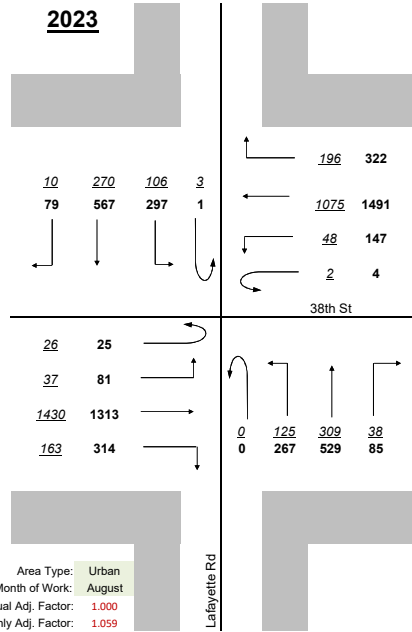 2023
196 322
10 270 106 3
79 567 297 1
1075 1491
48 147
2 4
38th St
26 25
37 81
1430 1313
0 125 309 38
163 314
0 267 529 85
Lafayette Rd
Area Type: Urban
Month of Work: August
ual Adj. Factor: 1.000
ly Adj. Factor: 1.059